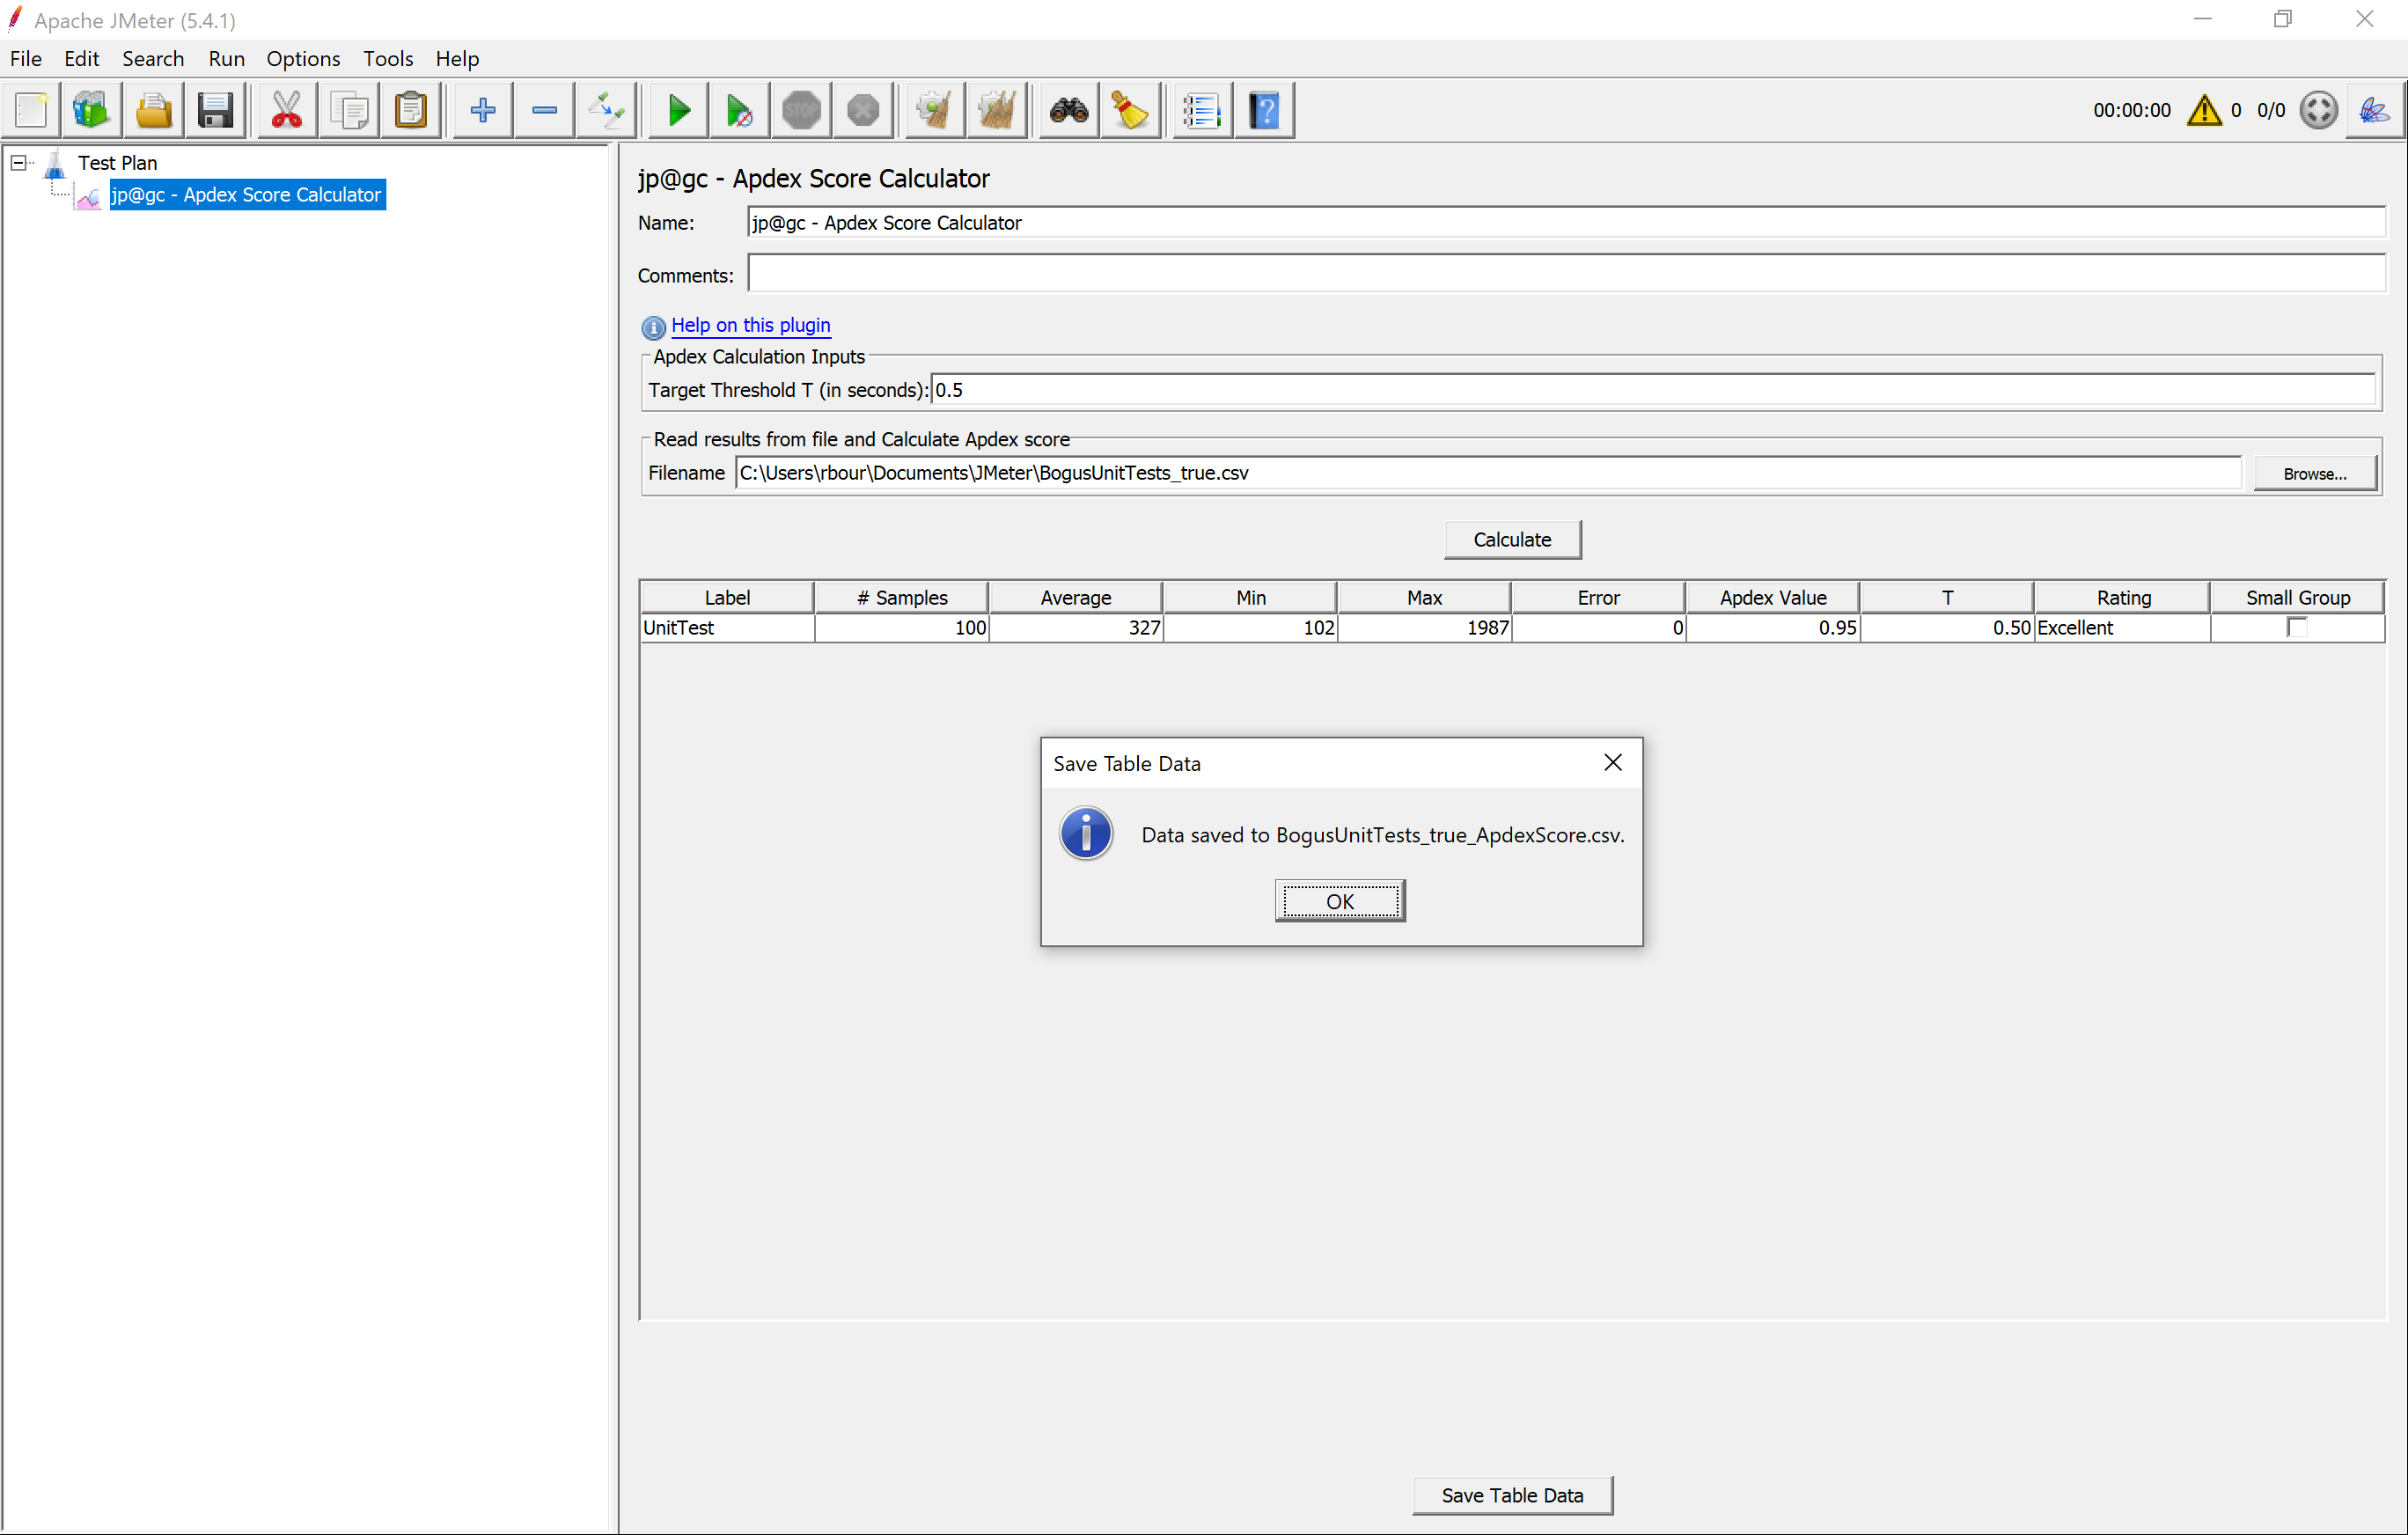 Apache JMeter (5.4.1)
File Edit Search Run Options Tools Help
STOP
00:00:00 0 0/0
Test Plan
jp@gc - Apdex Score Calculator
jp@gc - Apdex Score Calculator
Name: jp@gc - Apdex Score Calculator
Comments:
Help on this plugin
Apdex Calculation Inputs
Target Threshold T (in seconds): 0.5
Read results from file and Calculate Apdex score
Filename C:\Users\rbour\Documents\JMeter\BogusUnitTests_true.csv Browse...
Calculate
Label # Samples Average Min Max Error Apdex Value T Rating Small Group
UnitTest 100 327 102 1987 0 0.95 0.50 Excellent
Save Table Data
Data saved to BogusUnitTests_true_ApdexScore.csv.
OK
Save Table Data